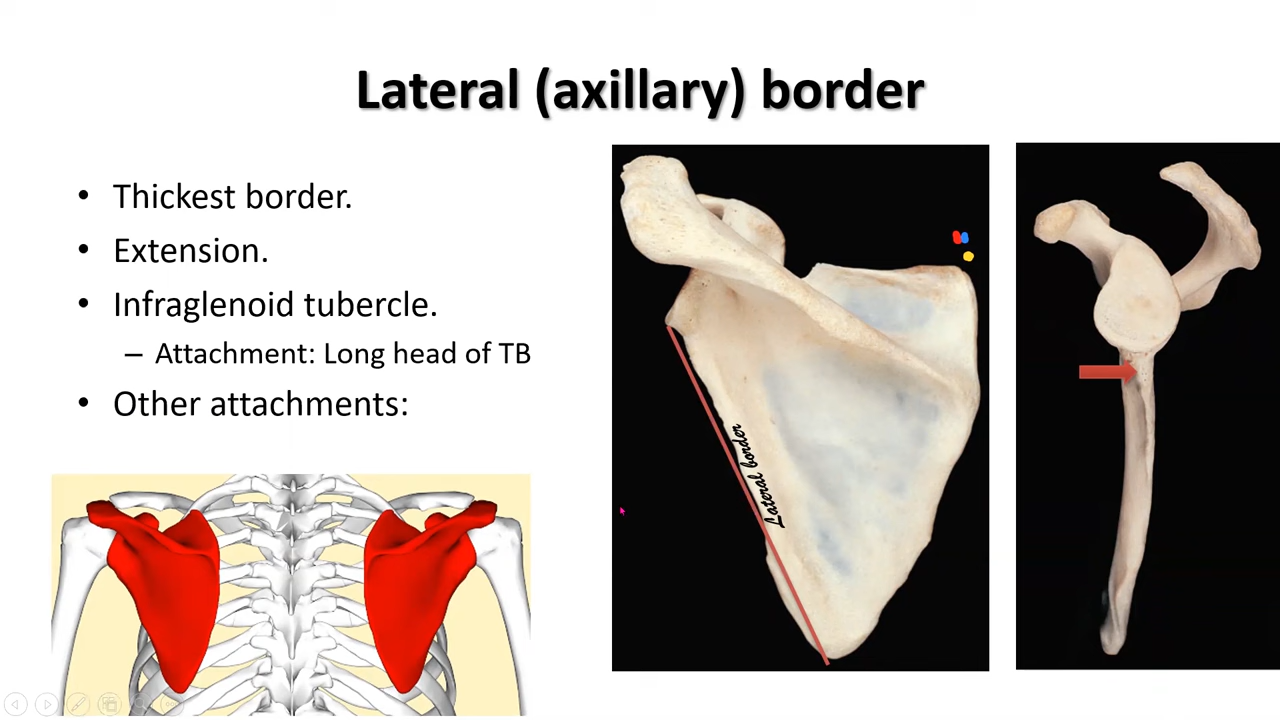 Lateral (axillary) border
• Thickest border.
• Extension.
• Infraglenoid tubercle.
– Attachment: Long head of TB
• Other attachments:
Lateral border